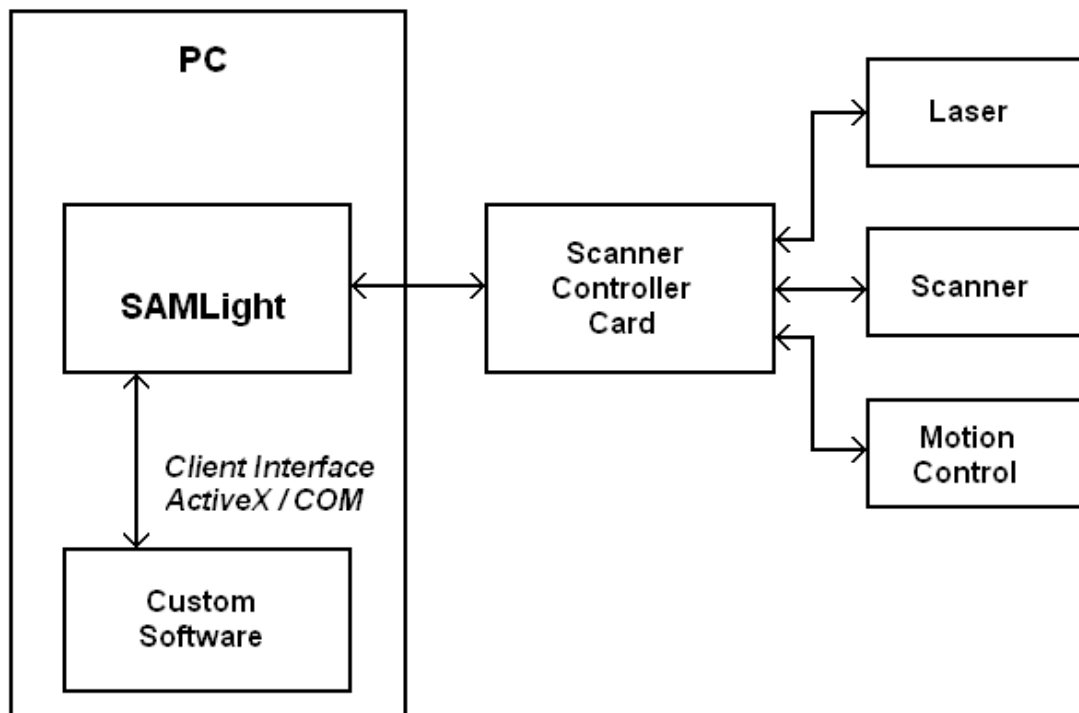 PC
SAMLight
Client Interface
ActiveX / COM
Custom
Software
Scanner
Controller
Card
Laser
Scanner
Motion
Control